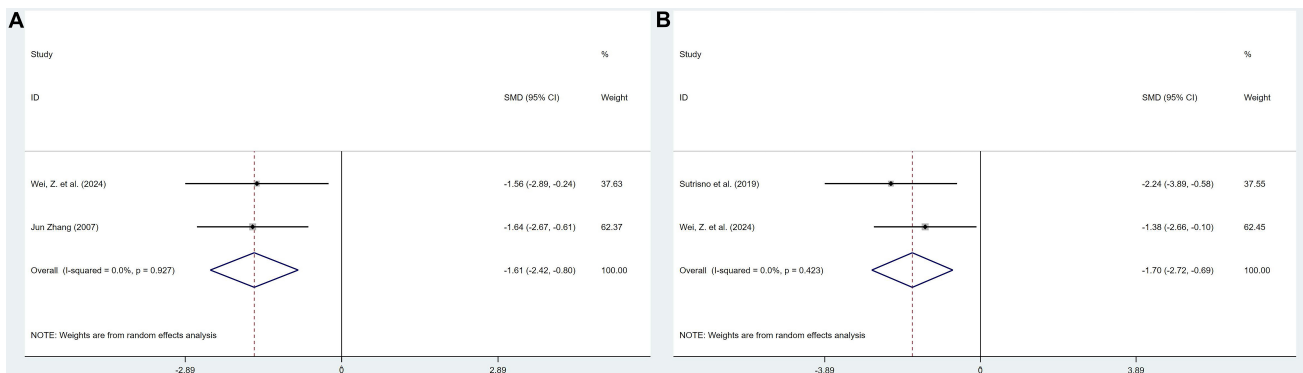 A
Study %
ID SMD (95% CI) Weight
Wei, Z. et al. (2024) -1.56 (-2.89, -0.24) 37.63
Jun Zhang (2007) -1.64 (-2.67, -0.61) 62.37
Overall (I-squared = 0.0%, p = 0.927) -1.61 (-2.42, -0.80) 100.00
NOTE: Weights are from random effects analysis
-2.89 0 2.89
B
Study %
ID SMD (95% CI) Weight
Sutrisno et al. (2019) -2.24 (-3.89, -0.58) 37.55
Wei, Z. et al. (2024) -1.38 (-2.66, -0.10) 62.45
Overall (I-squared = 0.0%, p = 0.423) -1.70 (-2.72, -0.69) 100.00
NOTE: Weights are from random effects analysis
-3.89 0 3.89